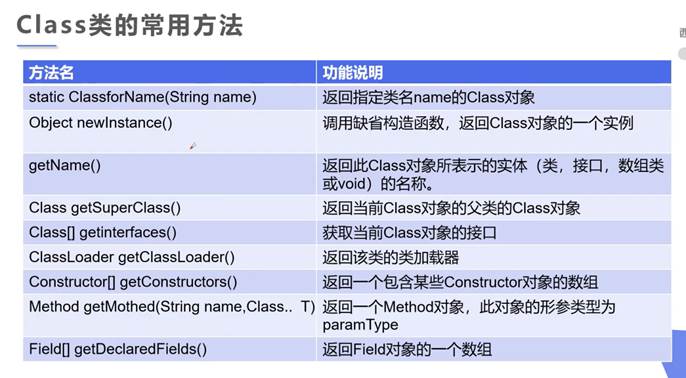 Class类的常用方法
方法名 功能说明
static ClassforName(String name) 返回指定类名name的Class对象
Object newInstance() 调用缺省构造函数，返回Class对象的一个实例
getName() 返回此Class对象所表示的实体（类，接口，数组类
或void）的名称。
Class getSuperClass() 返回当前Class对象的父类的Class对象
Class[] getinterfaces() 获取当前Class对象的接口
ClassLoader getClassLoader() 返回该类的类加载器
Constructor[] getConstructors() 返回一个包含某些Constructor对象的数组
Method getMothed(String name,Class.. T) 返回一个Method对象，此对象的形参类型为
paramType
Field[] getDeclaredFields() 返回Field对象的一个数组